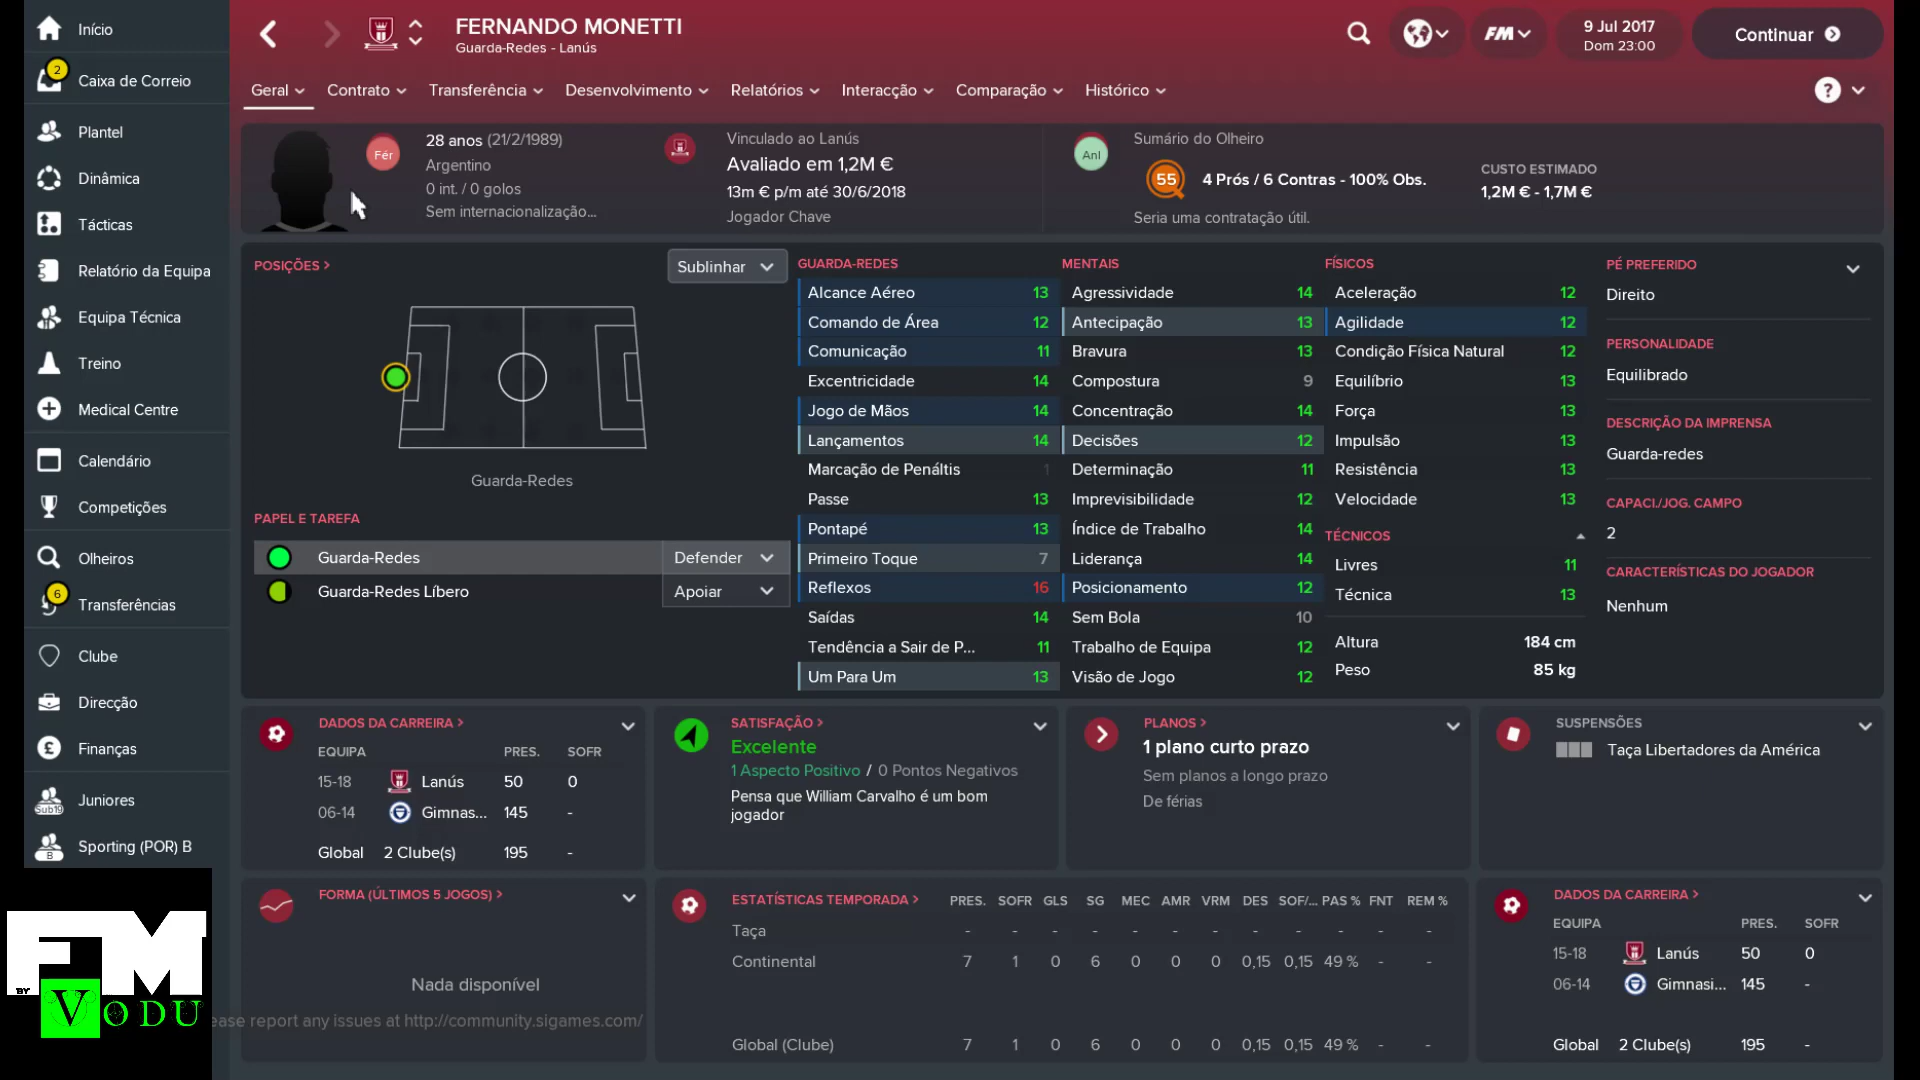 Início
2
Caixa de Correio
Plantel
Dinâmica
Tácticas
Relatório da Equipa
Equipa Técnica
Treino
Medical Centre
Calendário
Competições
Olheiros
6
Transferências
Clube
Direcção
Finanças
Sub19
Juniores
B
Sporting (POR) B
FM
BY
VODU
FERNANDO MONETTI
Guarda-Redes - Lanús
FM
9 Jul 2017
Dom 23:00
Continuar
Geral
Contrato
Transferência
Desenvolvimento
Relatórios
Interacção
Comparação
Histórico
?
Fér
28 anos (21/2/1989)
Argentino
0 int. / 0 golos
Sem internacionalização...
Vinculado ao Lanús
Avaliado em 1,2M €
13m € p/m até 30/6/2018
Jogador Chave
Anl
Sumário do Olheiro
55
4 Prós / 6 Contras - 100% Obs.
Seria uma contratação útil.
CUSTO ESTIMADO
1,2M € - 1,7M €
POSIÇÕES >
Sublinhar
Guarda-Redes
PAPEL E TAREFA
Guarda-Redes Defender
Guarda-Redes Líbero Apoiar
GUARDA-REDES
Alcance Aéreo 13
Comando de Área 12
Comunicação 11
Excentricidade 14
Jogo de Mãos 14
Lançamentos 14
Marcação de Penáltis 1
Passe 13
Pontapé 13
Primeiro Toque 7
Reflexos 16
Saídas 14
Tendência a Sair de P... 11
Um Para Um 13
MENTAIS
Agressividade 14
Antecipação 13
Bravura 13
Compostura 9
Concentração 14
Decisões 12
Determinação 11
Imprevisibilidade 12
Índice de Trabalho 14
Liderança 14
Posicionamento 12
Sem Bola 10
Trabalho de Equipa 12
Visão de Jogo 12
FÍSICOS
Aceleração 12
Agilidade 12
Condição Física Natural 12
Equilíbrio 13
Força 13
Impulsão 13
Resistência 13
Velocidade 13
TÉCNICOS
Livres 11
Técnica 13
Altura 184 cm
Peso 85 kg
PÉ PREFERIDO
Direito
PERSONALIDADE
Equilibrado
DESCRIÇÃO DA IMPRENSA
Guarda-redes
CAPACI./JOG. CAMPO
2
CARACTERÍSTICAS DO JOGADOR
Nenhum
DADOS DA CARREIRA >
EQUIPA PRES. SOFR
15-18 Lanús 50 0
06-14 Gimnas... 145 -
Global 2 Clube(s) 195 -
SATISFAÇÃO >
Excelente
1 Aspecto Positivo / 0 Pontos Negativos
Pensa que William Carvalho é um bom
jogador
PLANOS >
1 plano curto prazo
Sem planos a longo prazo
De férias
SUSPENSÕES
Taça Libertadores da América
FORMA (ÚLTIMOS 5 JOGOS) >
Nada disponível
ease report any issues at http://community.sigames.com/
ESTATÍSTICAS TEMPORADA > PRES. SOFR GLS SG MEC AMR VRM DES SOF/... PAS % FNT REM %
Taça - - - - - - - - - - - -
Continental 7 1 0 6 0 0 0 0,15 0,15 49 % - -
Global (Clube) 7 1 0 6 0 0 0 0,15 0,15 49 % - -
DADOS DA CARREIRA >
EQUIPA PRES. SOFR
15-18 Lanús 50 0
06-14 Gimnasi... 145 -
Global 2 Clube(s) 195 -